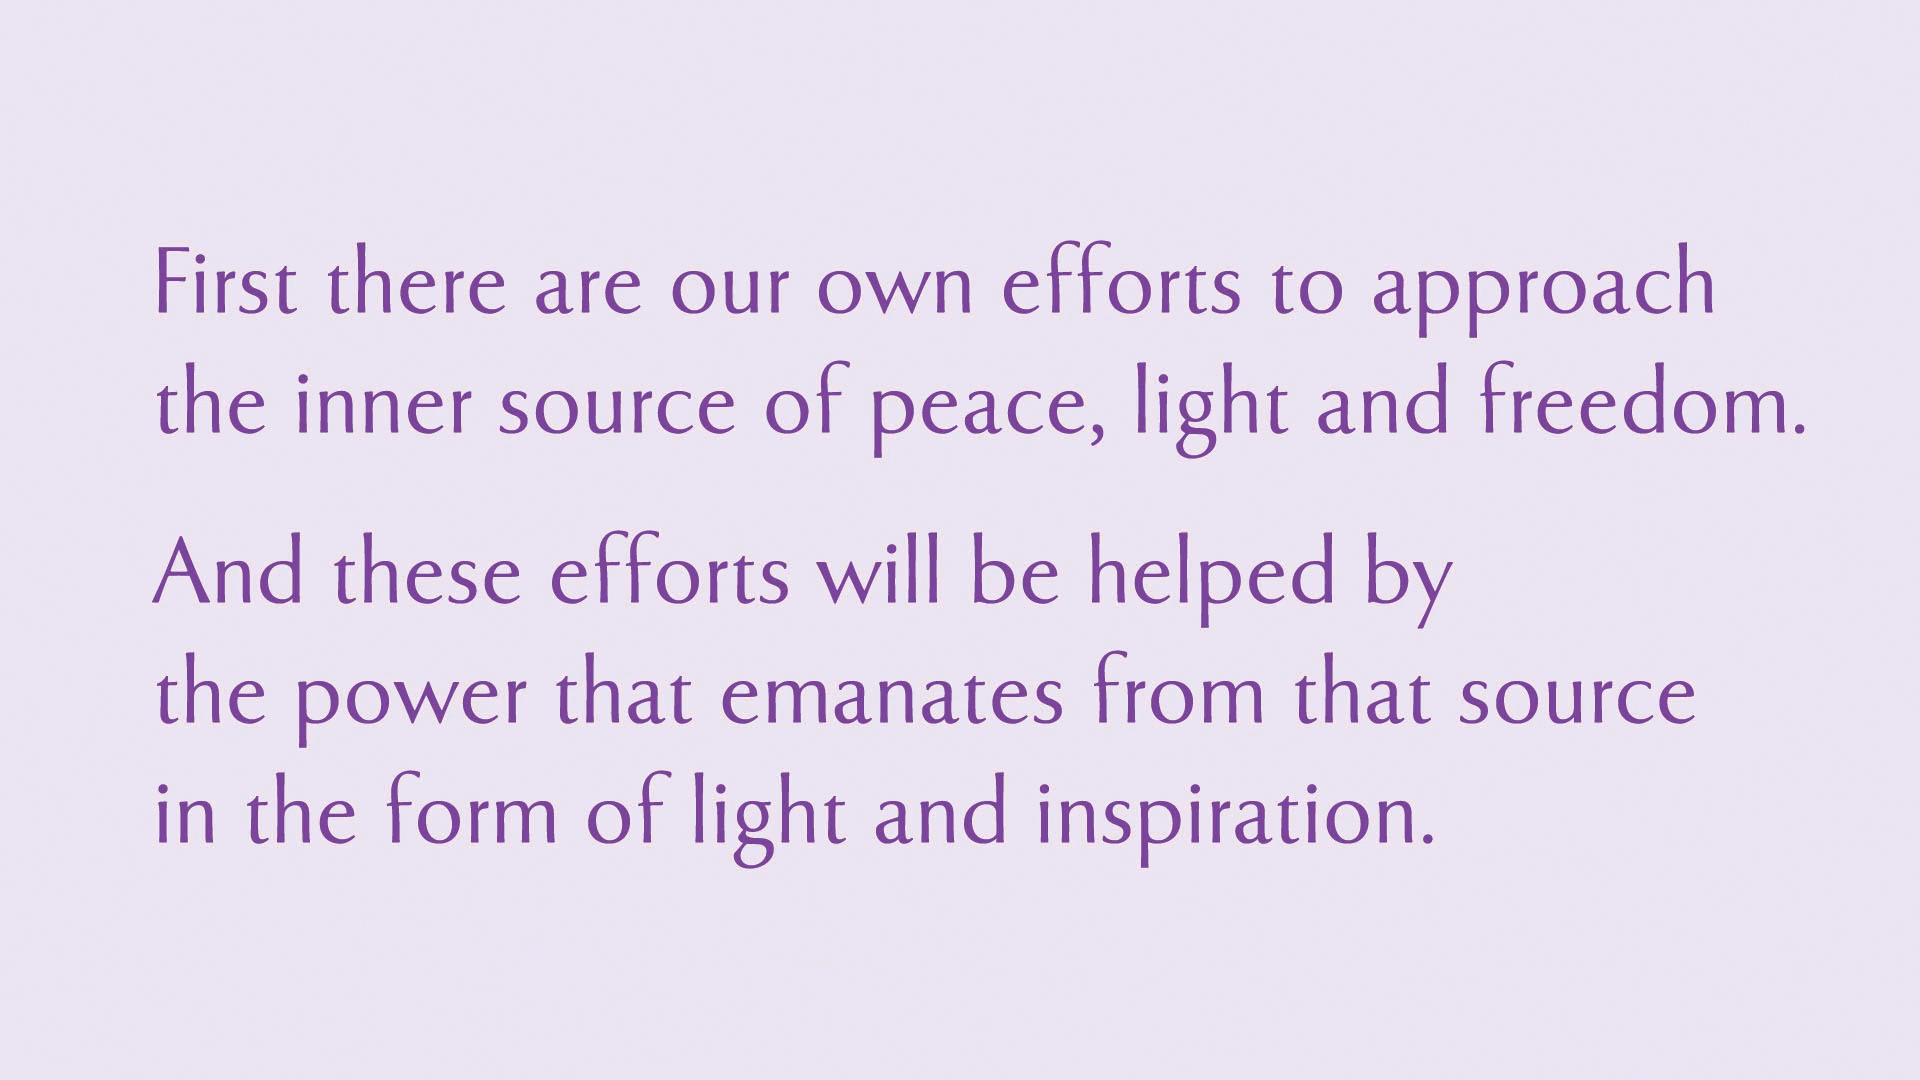 First there are our own efforts to approach
the inner source of peace, light and freedom.
And these efforts will be helped by
the power that emanates from that source
in the form of light and inspiration.